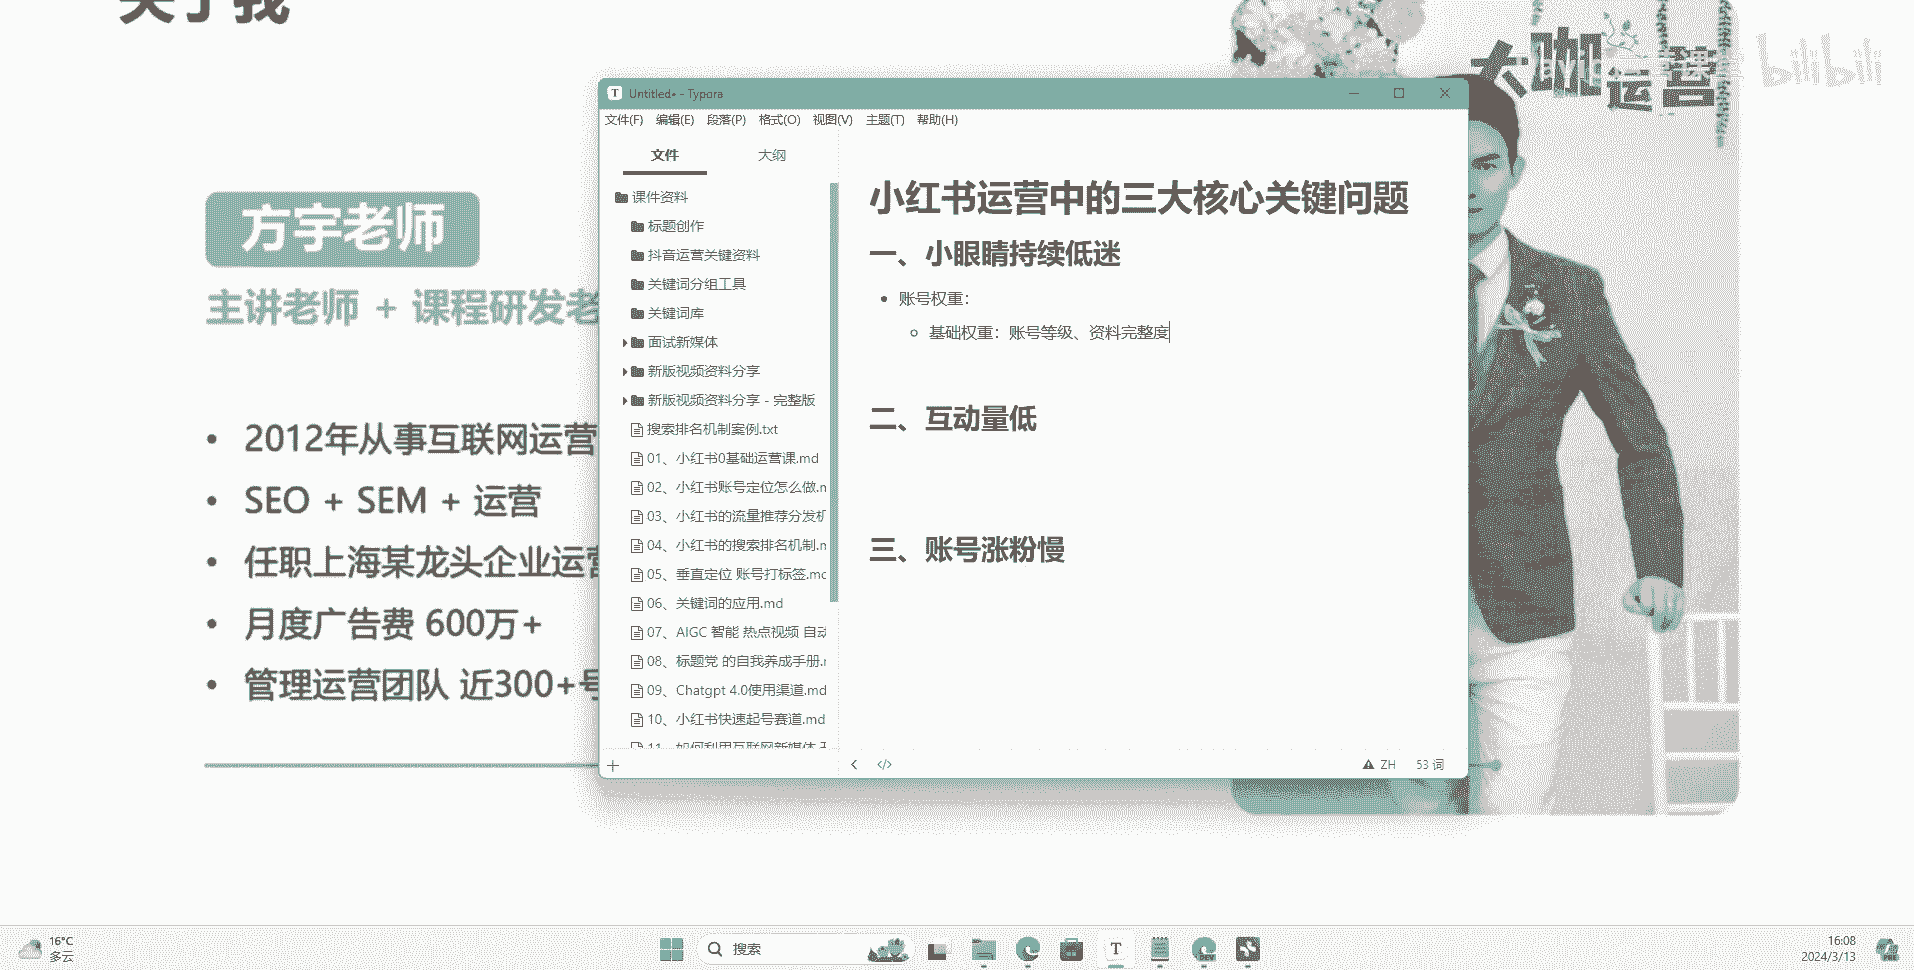 关于我
大咖
运营
bilibili
方宇老师
主讲老师 + 课程研发老
2012年从事互联网运营
SEO + SEM + 运营
任职上海某龙头企业运营
月度广告费 600万+
管理运营团队 近300+号
Untitled• - Typora
文件(F) 编辑(E) 段落(P) 格式(O) 视图(V) 主题(T) 帮助(H)
文件 大纲
课件资料
标题创作
抖音运营关键资料
关键词分组工具
关键词库
面试新媒体
新版视频资料分享
新版视频资料分享 - 完整版
搜索排名机制案例.txt
01、小红书0基础运营课.md
02、小红书账号定位怎么做.m
03、小红书的流量推荐分发机
04、小红书的搜索排名机制.m
05、垂直定位 账号打标签.md
06、关键词的应用.md
07、AIGC 智能 热点视频 自动
08、标题党 的自我养成手册.m
09、Chatgpt 4.0使用渠道.md
10、小红书快速起号赛道.md
11、如何利用互联网新媒体
小红书运营中的三大核心关键问题
一、小眼睛持续低迷
账号权重：
基础权重：账号等级、资料完整度
二、互动量低
三、账号涨粉慢
ZH 53 词
16°C
多云
搜索
16:08
2024/3/13